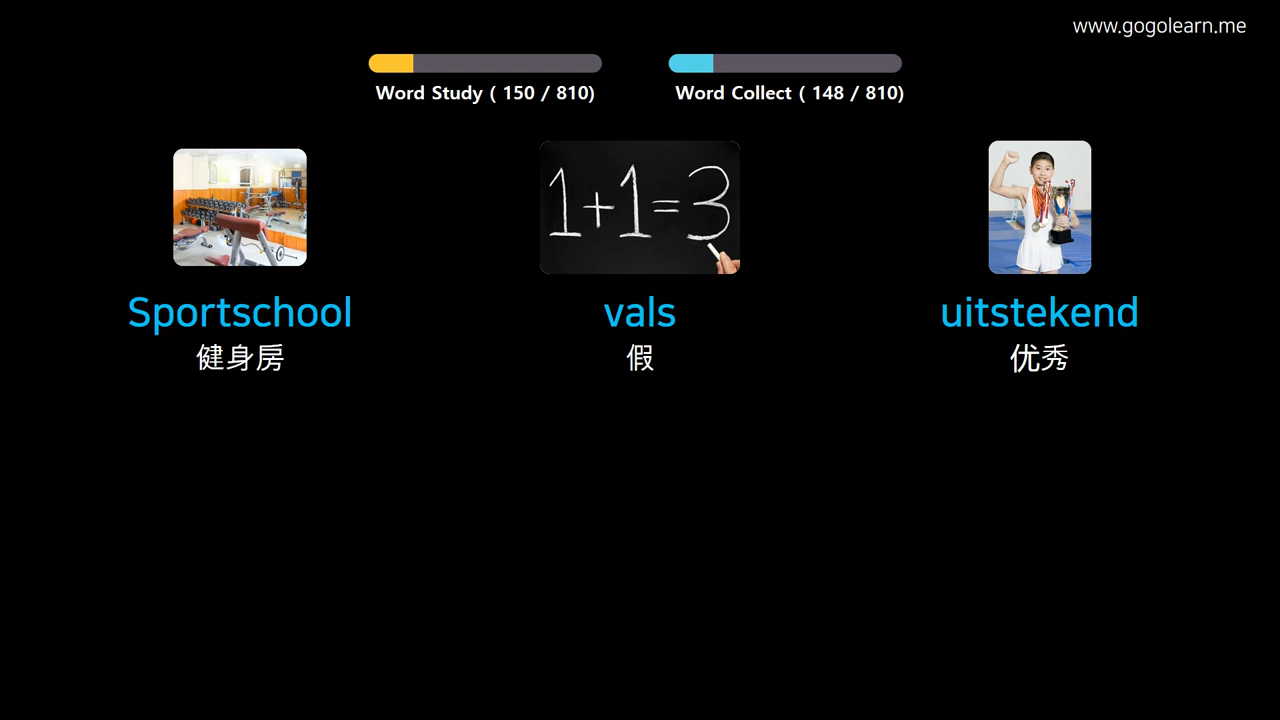 www.gogolearn.me
Word Study ( 150 / 810)
Word Collect ( 148 / 810)
1+1=3
Sportschool
vals
uitstekend
健身房
假
优秀